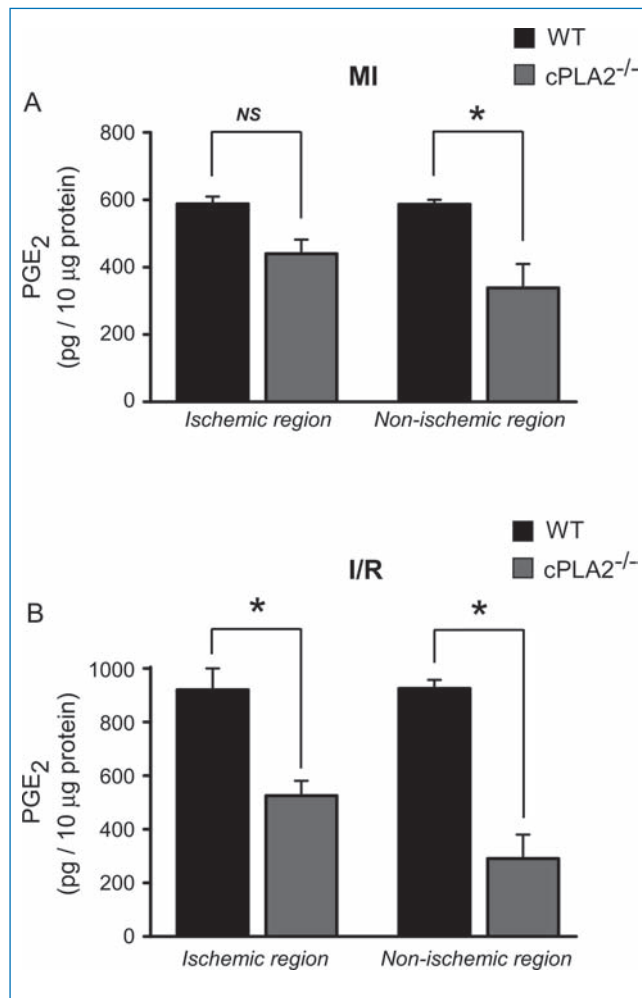 WT
cPLA2-/-
MI
A
NS
*
800
600
400
200
0
PGE2
(pg / 10 µg protein)
Ischemic region
Non-ischemic region
WT
cPLA2-/-
I/R
B
*
*
1000
800
600
400
200
0
PGE2
(pg / 10 µg protein)
Ischemic region
Non-ischemic region